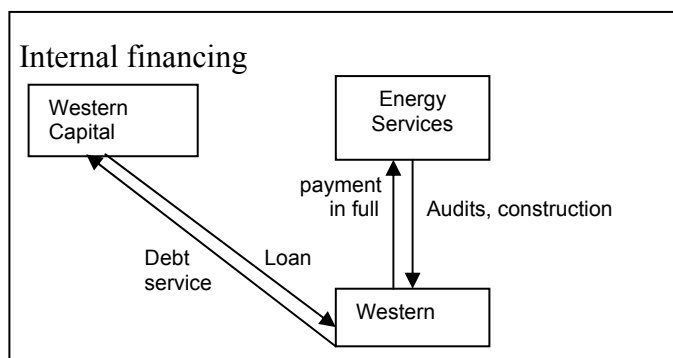 Internal financing
Western
Capital
Energy
Services
payment
in full
Audits, construction
Debt
service
Loan
Western